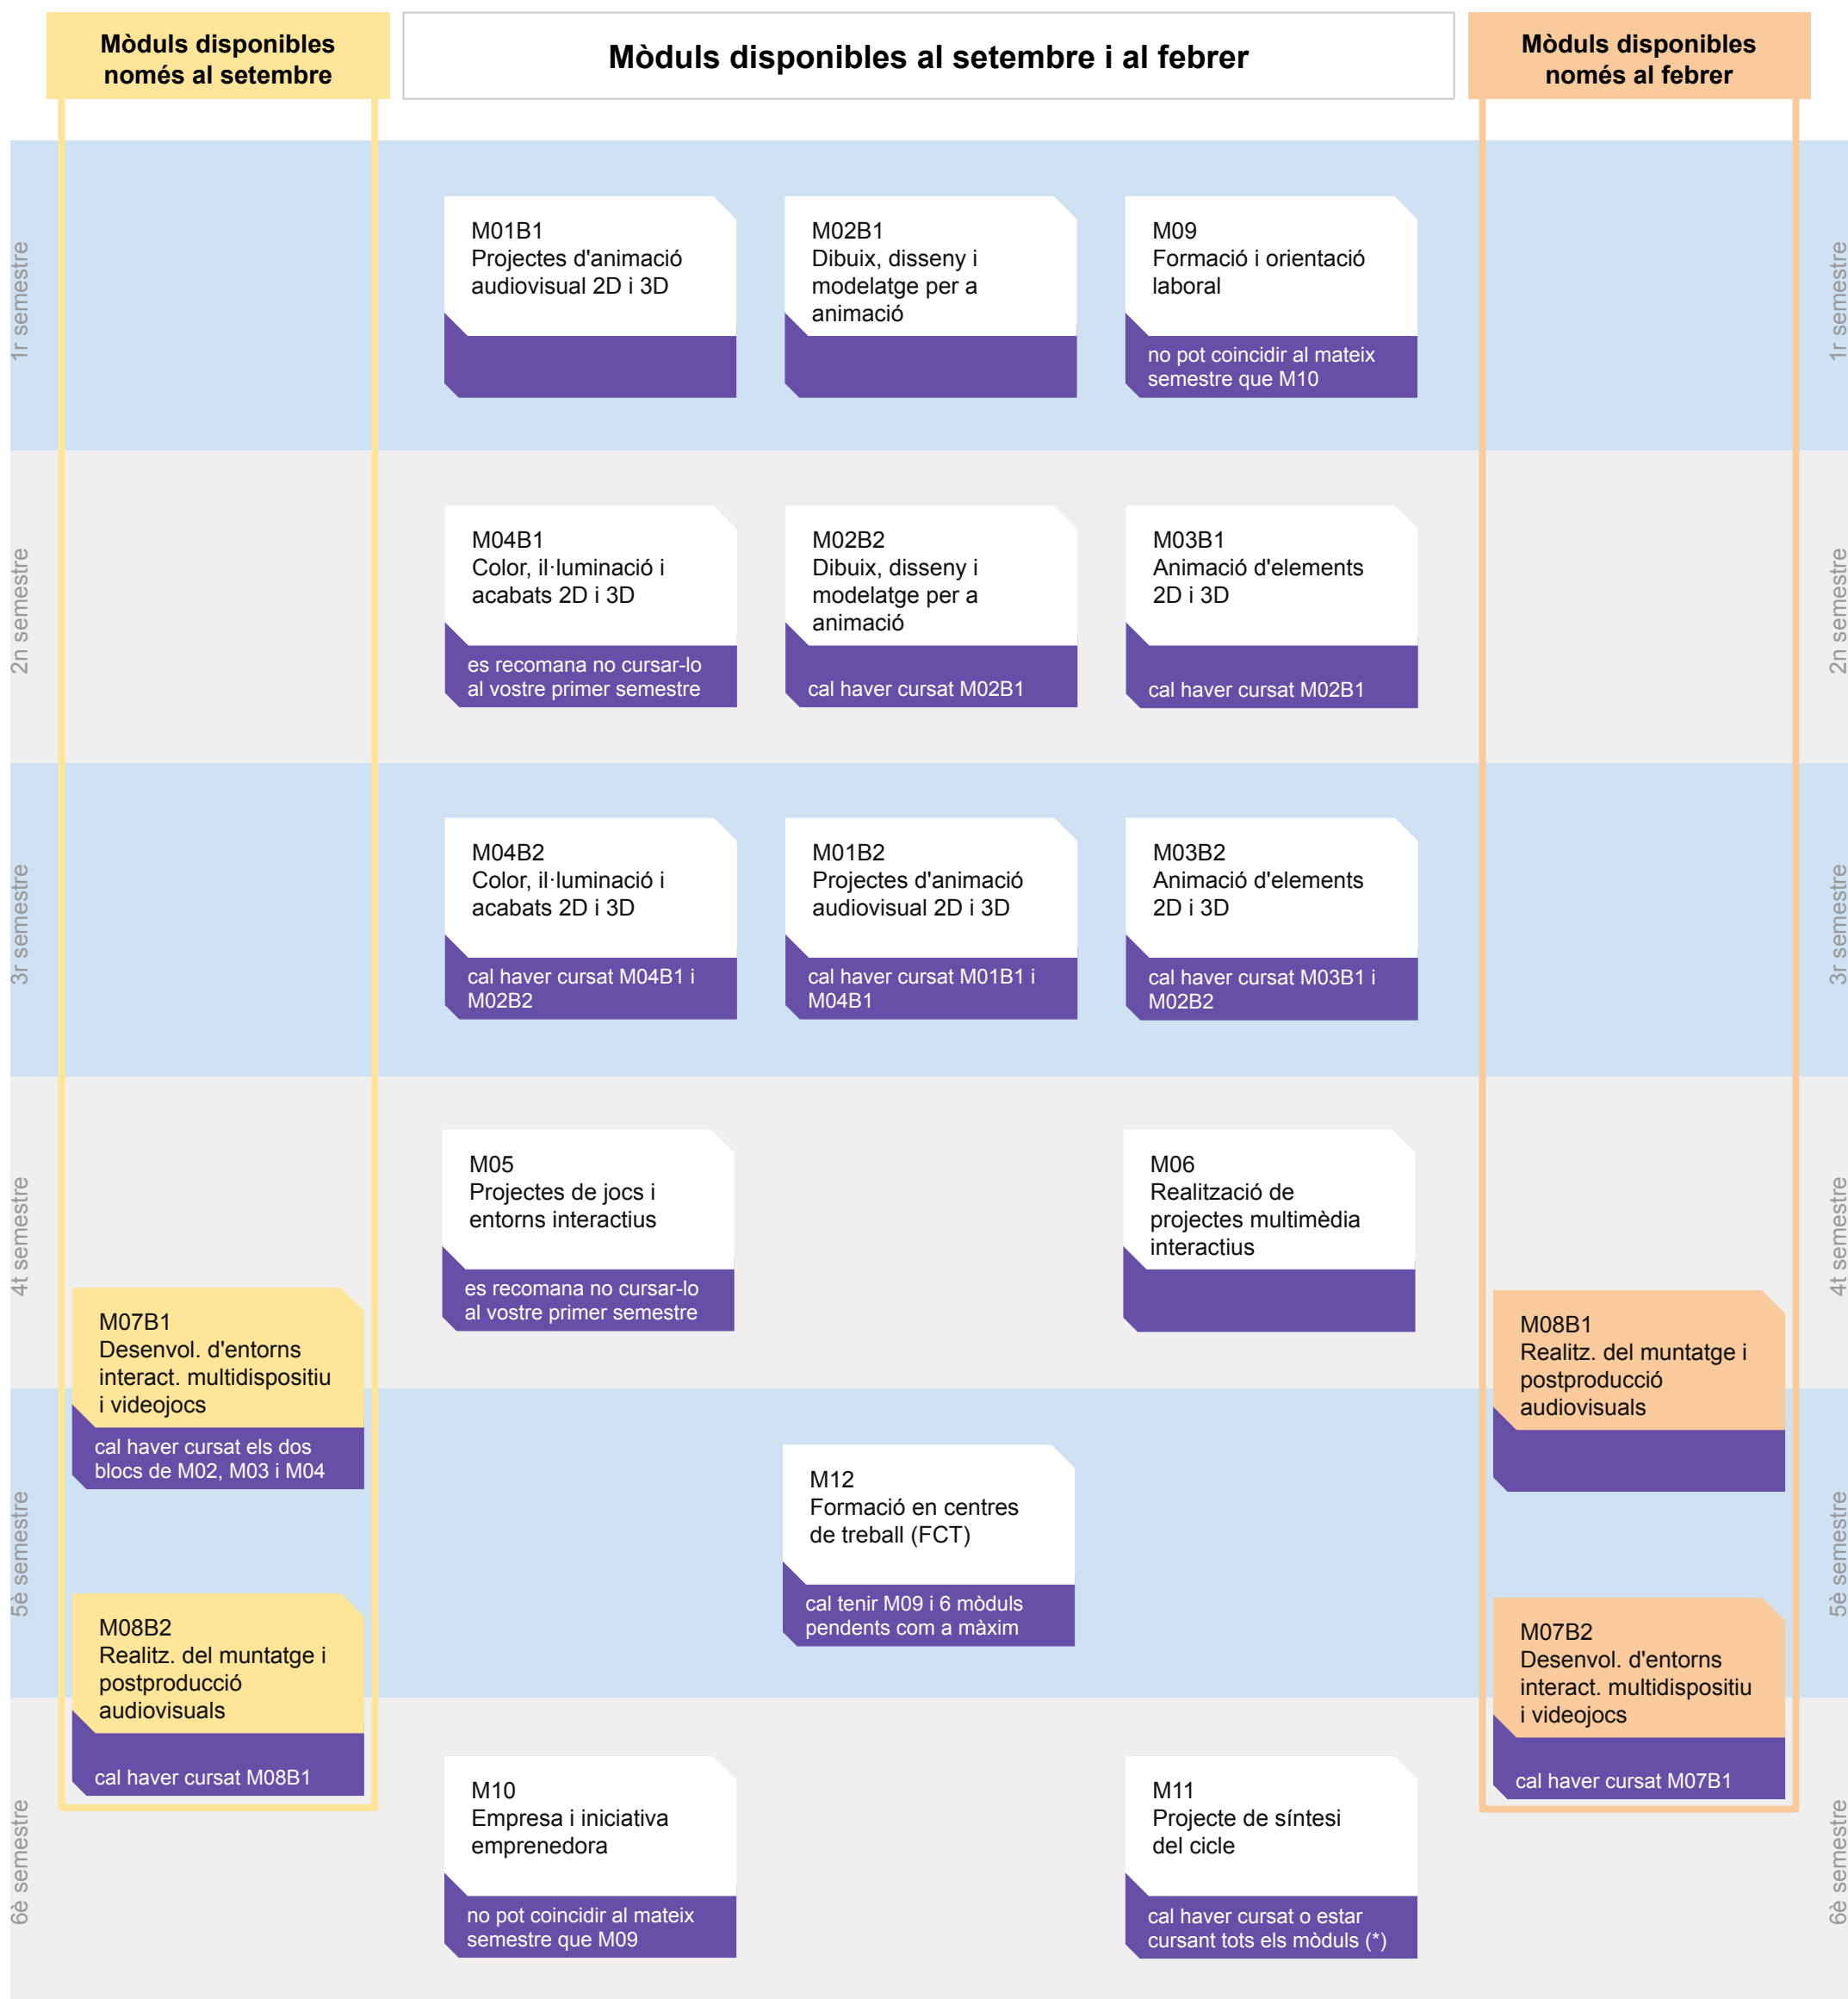 Mòduls disponibles
només al setembre
Mòduls disponibles al setembre i al febrer
Mòduls disponibles
només al febrer
1r semestre
M01B1
Projectes d'animació
audiovisual 2D i 3D
M02B1
Dibuix, disseny i
modelatge per a
animació
M09
Formació i orientació
laboral
no pot coincidir al mateix
semestre que M10
1r semestre
2n semestre
M04B1
Color, il·luminació i
acabats 2D i 3D
es recomana no cursar-lo
al vostre primer semestre
M02B2
Dibuix, disseny i
modelatge per a
animació
cal haver cursat M02B1
M03B1
Animació d'elements
2D i 3D
cal haver cursat M02B1
2n semestre
3r semestre
M04B2
Color, il·luminació i
acabats 2D i 3D
cal haver cursat M04B1 i
M02B2
M01B2
Projectes d'animació
audiovisual 2D i 3D
cal haver cursat M01B1 i
M04B1
M03B2
Animació d'elements
2D i 3D
cal haver cursat M03B1 i
M02B2
3r semestre
4t semestre
M05
Projectes de jocs i
entorns interactius
es recomana no cursar-lo
al vostre primer semestre
M06
Realització de
projectes multimèdia
interactius
4t semestre
M07B1
Desenvol. d'entorns
interact. multidispositiu
i videojocs
cal haver cursat els dos
blocs de M02, M03 i M04
M08B1
Realitz. del muntatge i
postproducció
audiovisuals
5è semestre
M12
Formació en centres
de treball (FCT)
cal tenir M09 i 6 mòduls
pendents com a màxim
5è semestre
M08B2
Realitz. del muntatge i
postproducció
audiovisuals
cal haver cursat M08B1
M07B2
Desenvol. d'entorns
interact. multidispositiu
i videojocs
cal haver cursat M07B1
6è semestre
M10
Empresa i iniciativa
emprenedora
no pot coincidir al mateix
semestre que M09
M11
Projecte de síntesi
del cicle
cal haver cursat o estar
cursant tots els mòduls (*)
6è semestre